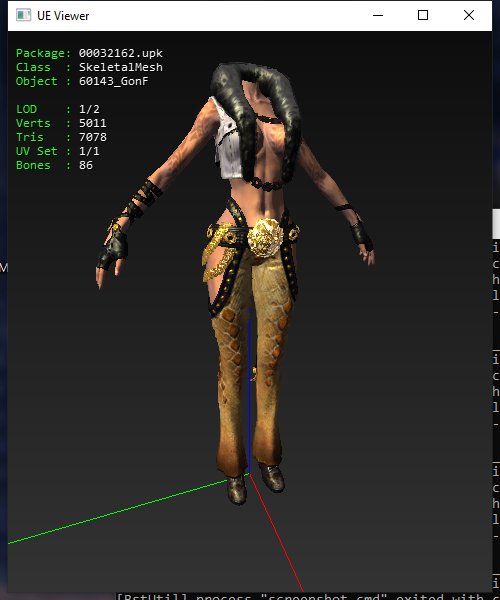 UE Viewer
Package: 00032162.upk
Class : SkeletalMesh
Object : 60143_GonF
LOD : 1/2
Verts : 5011
Tris : 7078
UV Set : 1/1
Bones : 86
M
i
c
h
l
-
i
c
h
l
-
i
c
h
l
-
i
[RstUtil] process "screenshot.cmd" exited with c